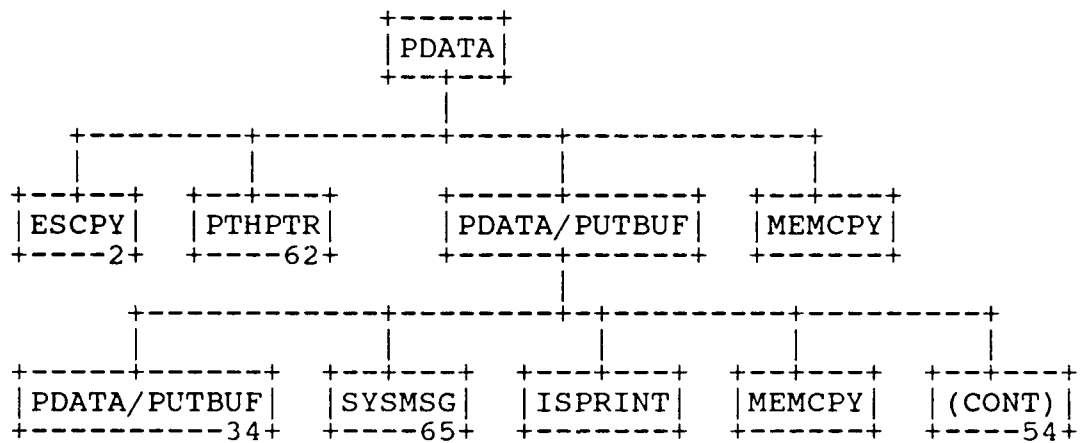 PDATA
ESCPY PTHPTR PDATA/PUTBUF MEMCPY
2 62
PDATA/PUTBUF SYSMSG ISPRINT MEMCPY (CONT)
34 65 54